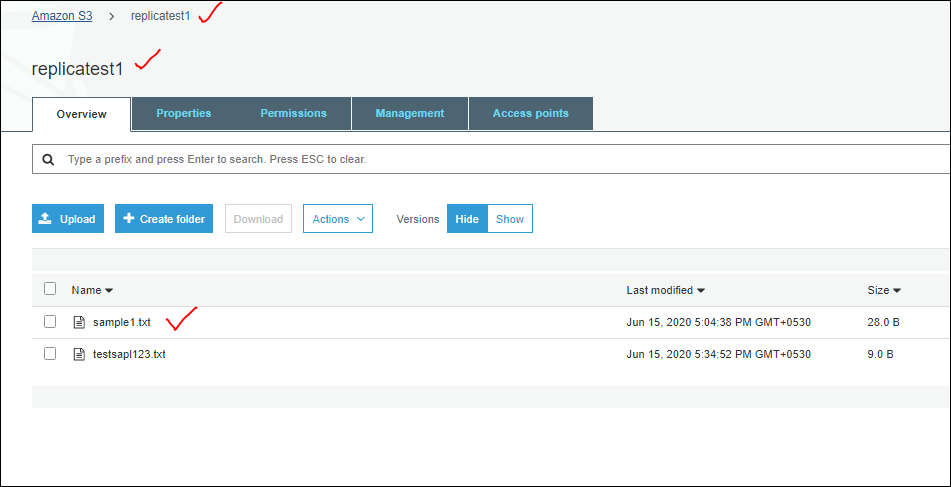 Amazon S3 > replicatest1
replicatest1
Overview Properties Permissions Management Access points
Type a prefix and press Enter to search. Press ESC to clear.
Upload Create folder Download Actions Versions Hide Show
Name Last modified Size
sample1.txt Jun 15, 2020 5:04:38 PM GMT+0530 28.0 B
testsapl123.txt Jun 15, 2020 5:34:52 PM GMT+0530 9.0 B